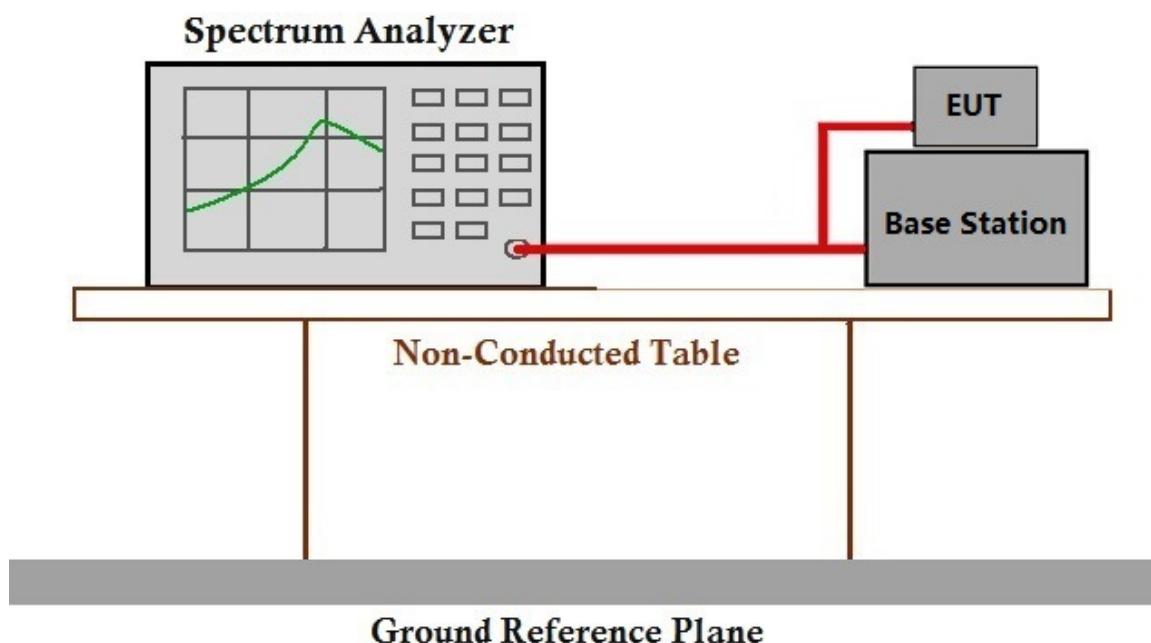 Spectrum Analyzer
EUT
Base Station
Non-Conducted Table
Ground Reference Plane